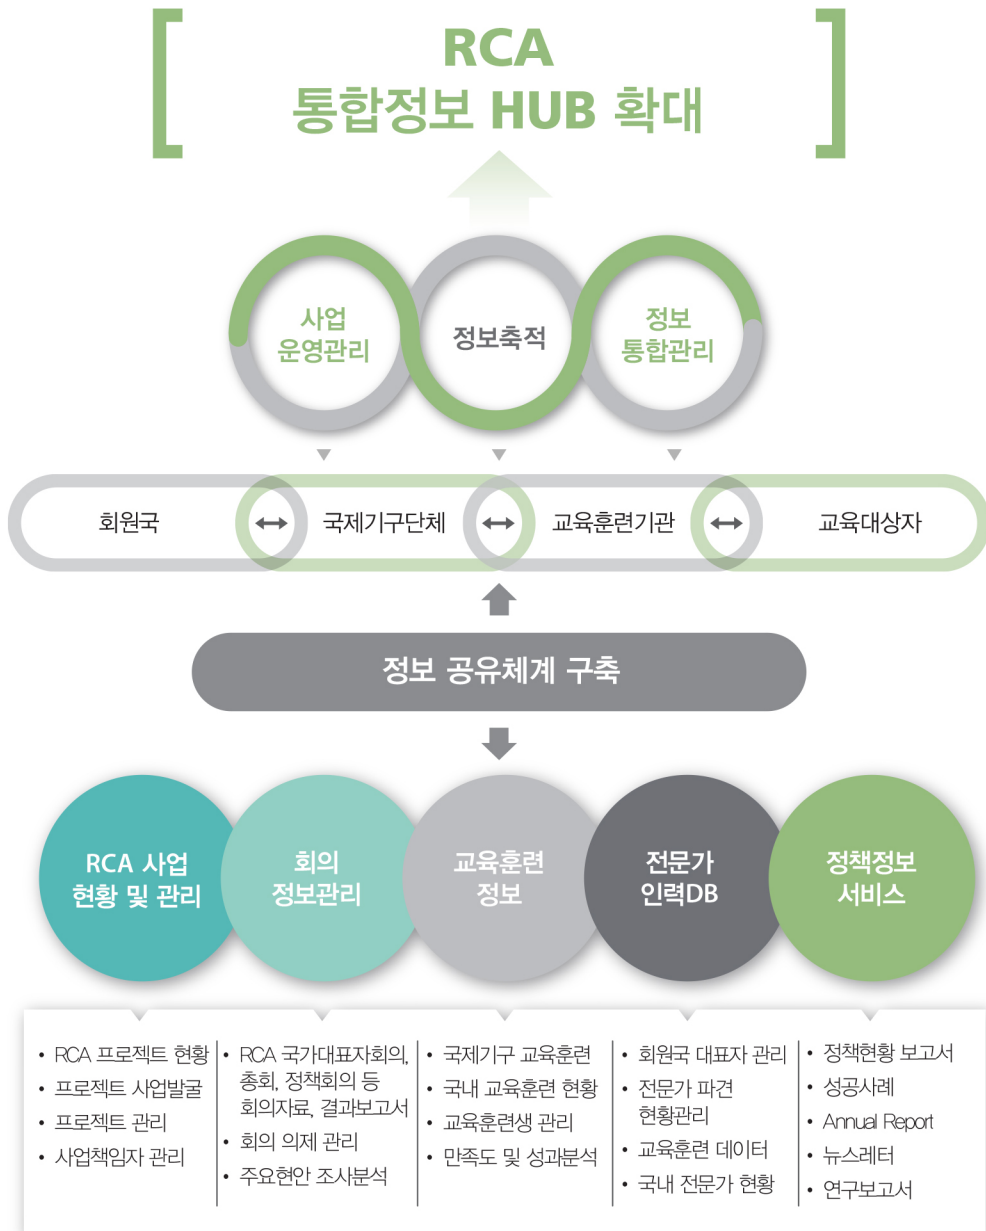 RCA
통합정보 HUB 확대
사업
운영관리
정보축적
정보
통합관리
회원국
국제기구단체
교육훈련기관
교육대상자
정보 공유체계 구축
RCA 사업
현황 및 관리
회의
정보관리
교육훈련
정보
전문가
인력DB
정책정보
서비스
• RCA 프로젝트 현황
• 프로젝트 사업발굴
• 프로젝트 관리
• 사업책임자 관리
• RCA 국가대표자회의,
총회, 정책회의 등
회의자료, 결과보고서
• 회의 의제 관리
• 주요현안 조사분석
• 국제기구 교육훈련
• 국내 교육훈련 현황
• 교육훈련생 관리
• 만족도 및 성과분석
• 회원국 대표자 관리
• 전문가 파견
현황관리
• 교육훈련 데이터
• 국내 전문가 현황
• 정책현황 보고서
• 성공사례
• Annual Report
• 뉴스레터
• 연구보고서